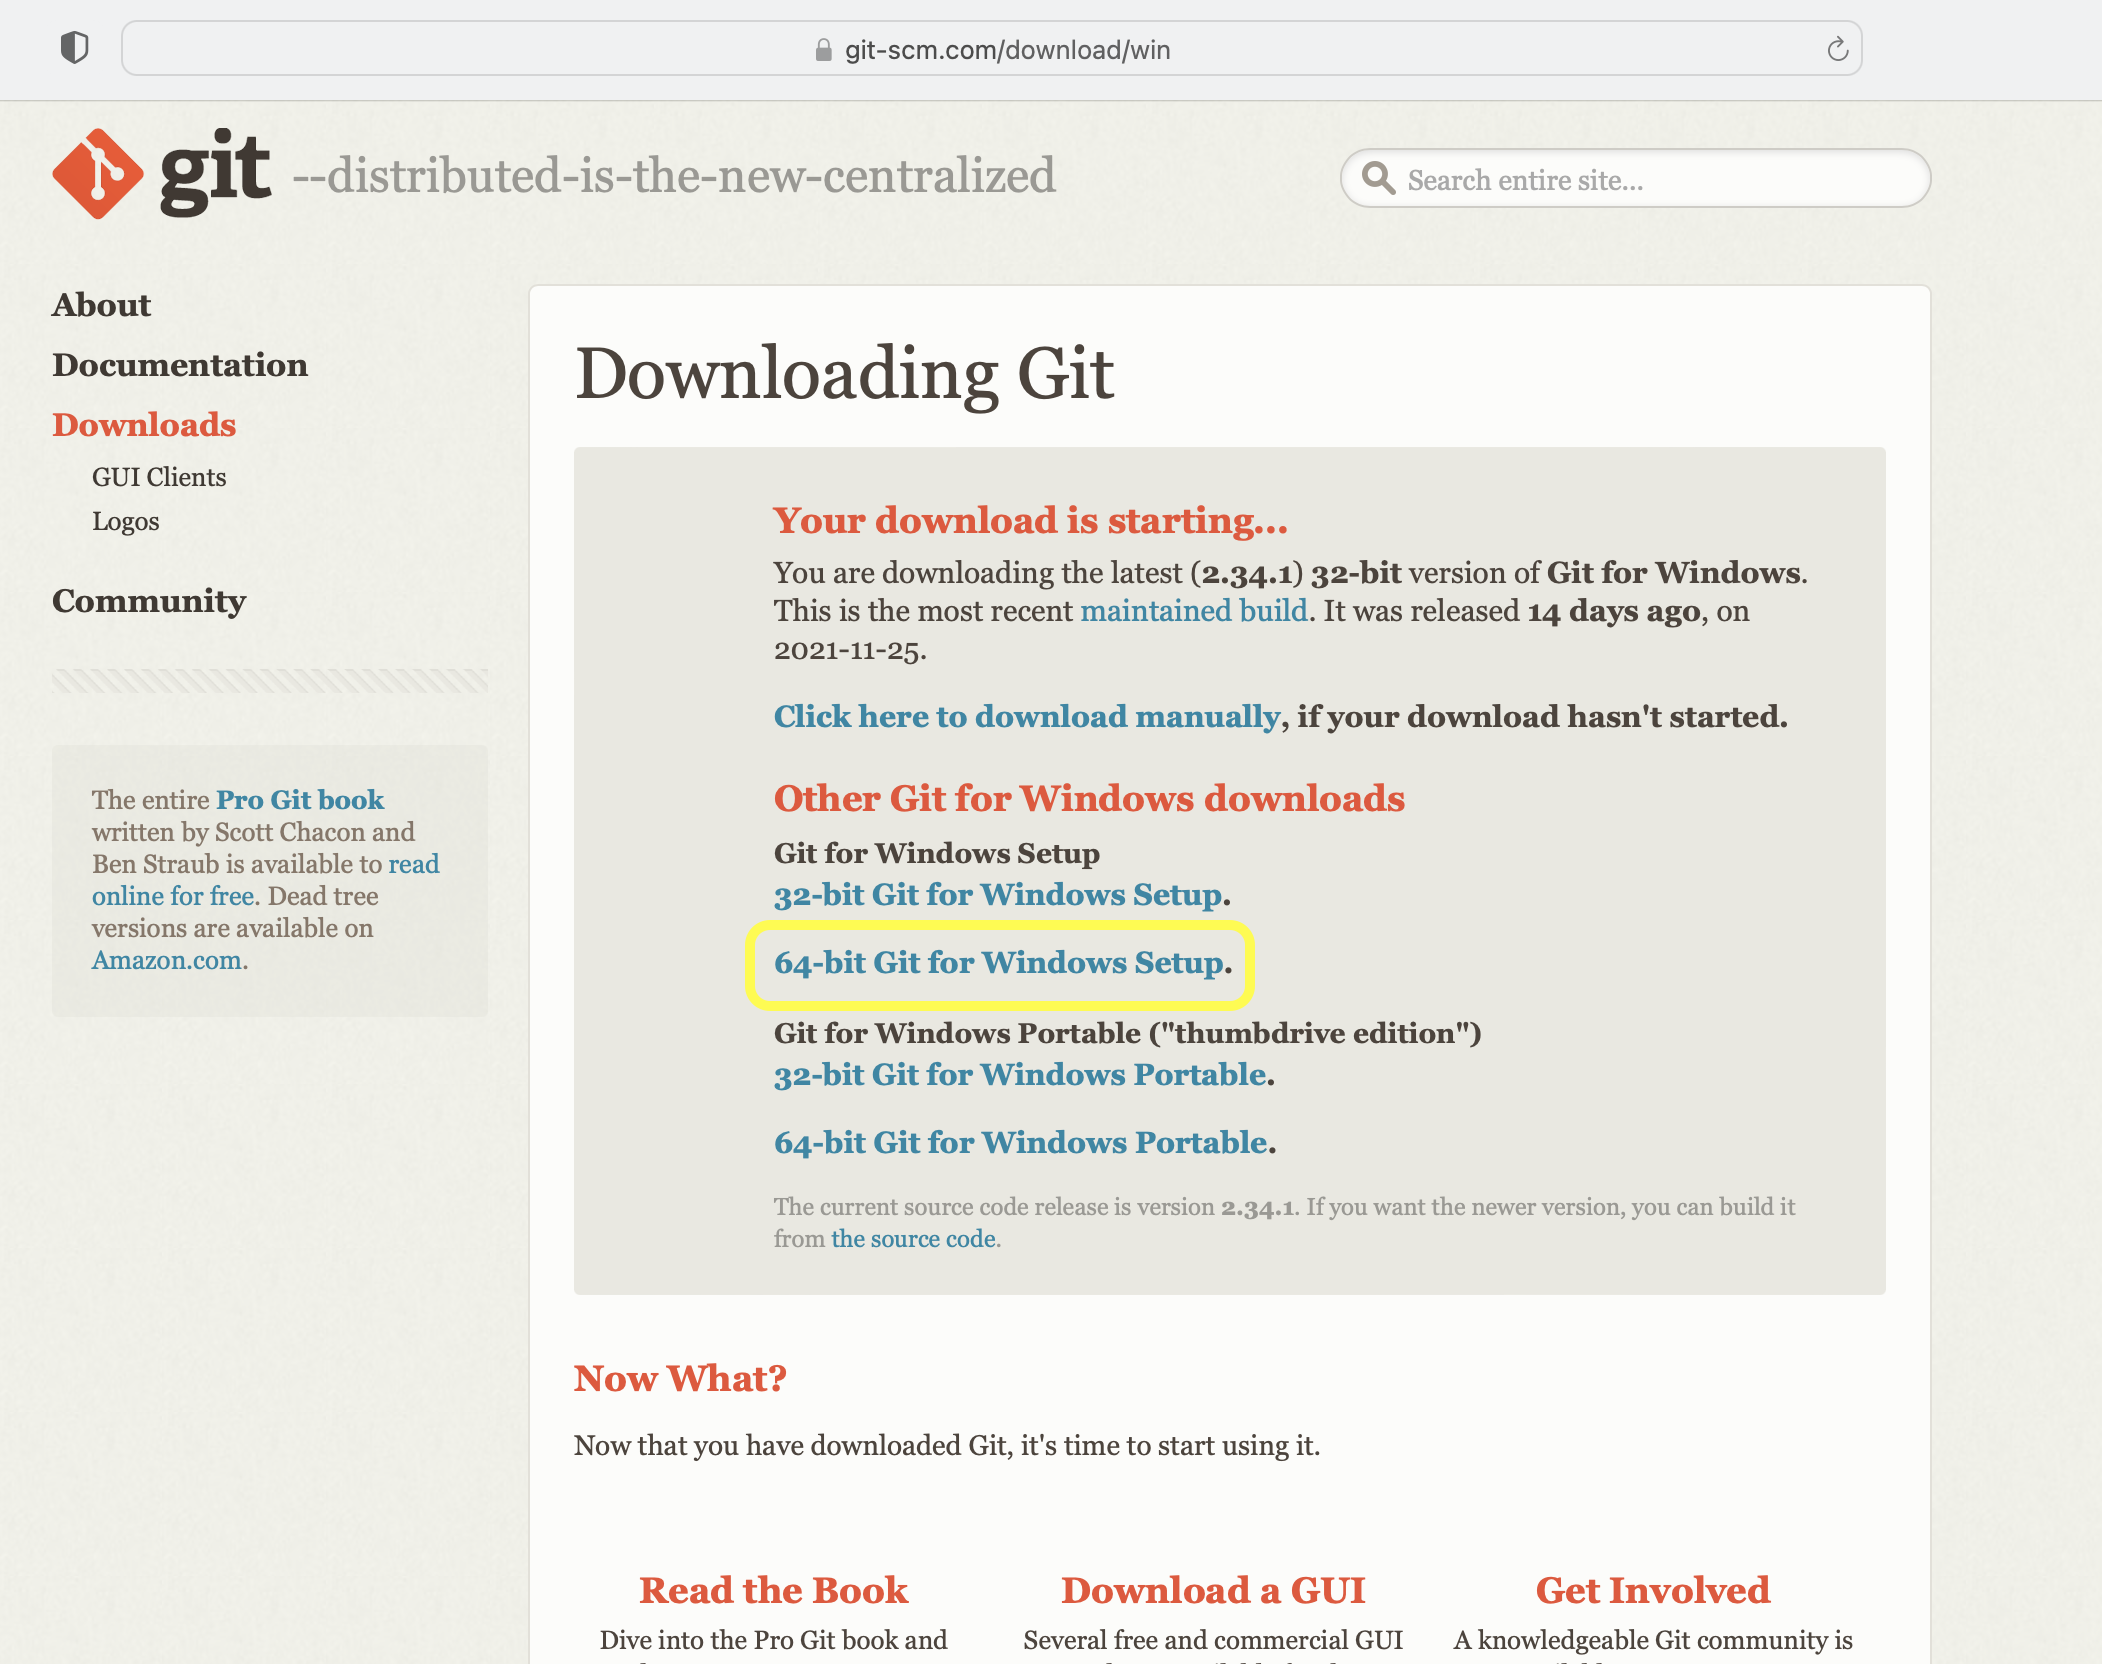 git-scm.com/download/win
git --distributed-is-the-new-centralized
Search entire site...
About
Documentation
Downloads
GUI Clients
Logos
Community
The entire Pro Git book
written by Scott Chacon and
Ben Straub is available to read
online for free. Dead tree
versions are available on
Amazon.com.
Downloading Git
Your download is starting...
You are downloading the latest (2.34.1) 32-bit version of Git for Windows.
This is the most recent maintained build. It was released 14 days ago, on
2021-11-25.
Click here to download manually, if your download hasn't started.
Other Git for Windows downloads
Git for Windows Setup
32-bit Git for Windows Setup.
64-bit Git for Windows Setup.
Git for Windows Portable ("thumbdrive edition")
32-bit Git for Windows Portable.
64-bit Git for Windows Portable.
The current source code release is version 2.34.1. If you want the newer version, you can build it
from the source code.
Now What?
Now that you have downloaded Git, it's time to start using it.
Read the Book
Dive into the Pro Git book and
Download a GUI
Several free and commercial GUI
Get Involved
A knowledgeable Git community is